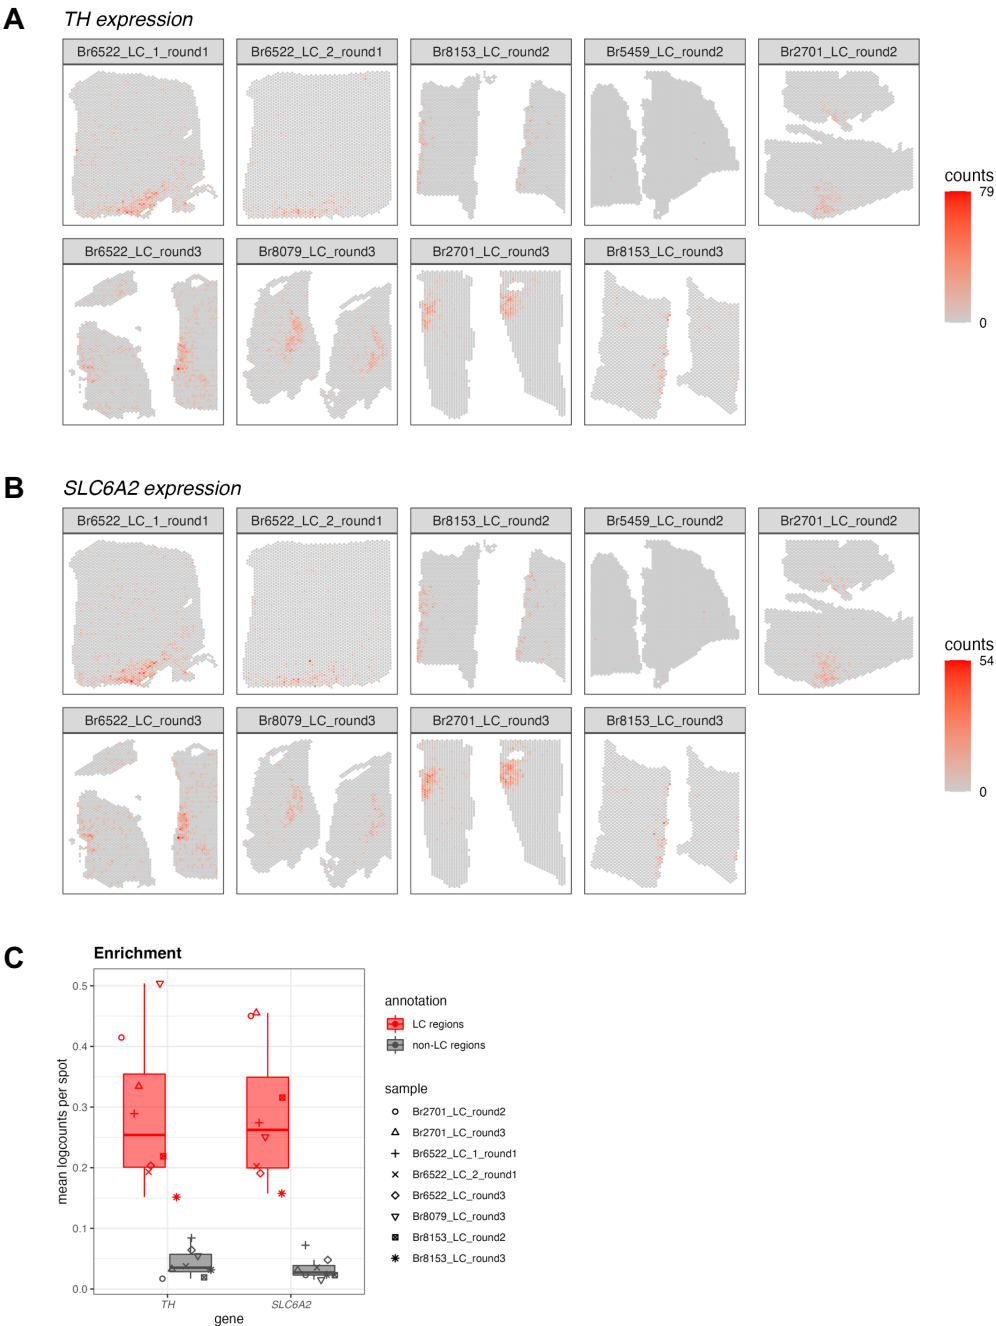 A
TH expression
Br6522_LC_1_round1
Br6522_LC_2_round1
Br8153_LC_round2
Br5459_LC_round2
Br2701_LC_round2
Br6522_LC_round3
Br8079_LC_round3
Br2701_LC_round3
Br8153_LC_round3
counts
79
0
B
SLC6A2 expression
Br6522_LC_1_round1
Br6522_LC_2_round1
Br8153_LC_round2
Br5459_LC_round2
Br2701_LC_round2
Br6522_LC_round3
Br8079_LC_round3
Br2701_LC_round3
Br8153_LC_round3
counts
54
0
C
Enrichment
mean logcounts per spot
0.5
0.4
0.3
0.2
0.1
0.0
TH
SLC6A2
gene
annotation
LC regions
non-LC regions
sample
Br2701_LC_round2
Br2701_LC_round3
Br6522_LC_1_round1
Br6522_LC_2_round1
Br6522_LC_round3
Br8079_LC_round3
Br8153_LC_round2
Br8153_LC_round3